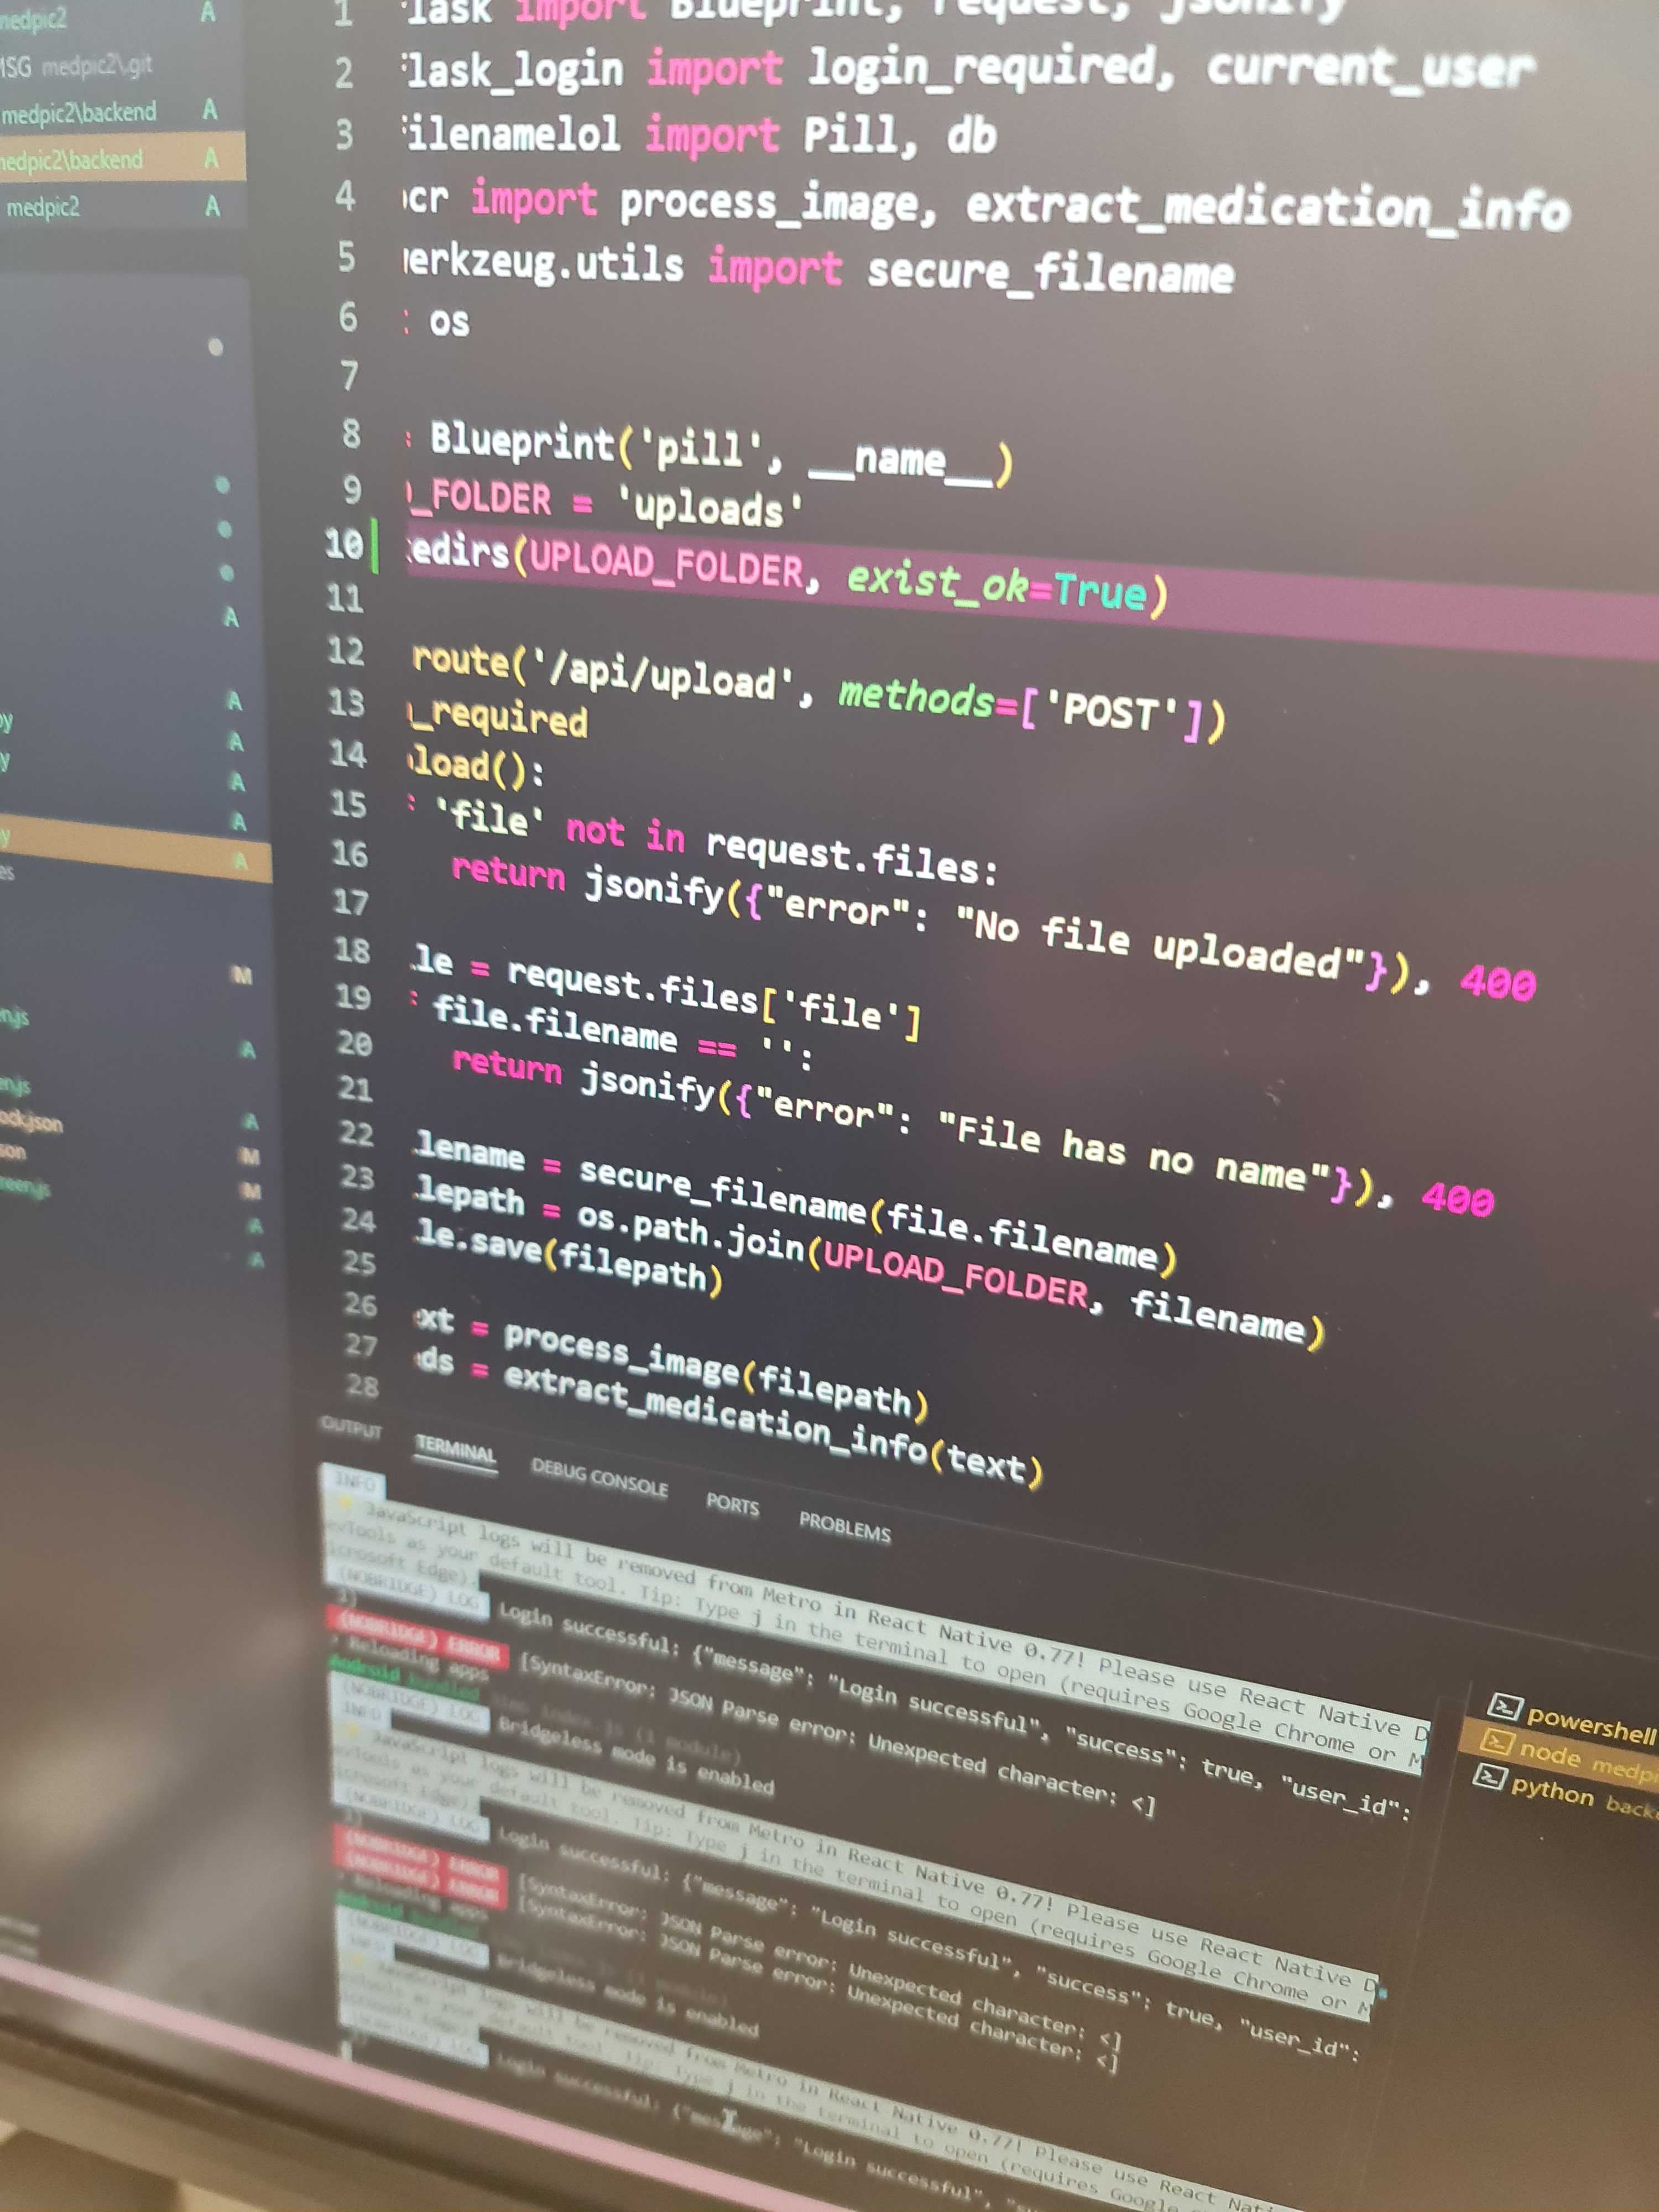 medpic2 A
MSG medpic2\git
medpic2\backend A
medpic2\backend A
medpic2 A
1 lask import Blueprint, request, jsonify
2 lask_login import login_required, current_user
3 ilenamelol import Pill, db
4 cr import process_image, extract_medication_info
5 erkzeug.utils import secure_filename
6 os
7
8 Blueprint('pill', __name__)
9 _FOLDER = 'uploads'
10 edirs(UPLOAD_FOLDER, exist_ok=True)
11
12 route('/api/upload', methods=['POST'])
13 _required
14 load():
15 'file' not in request.files:
16 return jsonify({"error": "No file uploaded"}), 400
17
18 le = request.files['file']
19 file.filename == '':
20 return jsonify({"error": "File has no name"}), 400
21
22 lename = secure_filename(file.filename)
23 lepath = os.path.join(UPLOAD_FOLDER, filename)
24 le.save(filepath)
25
26 xt = process_image(filepath)
27 ds = extract_medication_info(text)
28
A
py A
y A
A
A
y A
es
M
en.js
A
en.js
ock.json A
son M
reen.js M
A
A
OUTPUT TERMINAL DEBUG CONSOLE PORTS PROBLEMS
INFO
JavaScript logs will be removed from Metro in React Native 0.77! Please use React Native D
evTools as your default tool. Tip: Type j in the terminal to open (requires Google Chrome or M
icrosoft Edge).
(NOBRIDGE) LOG Login successful: {"message": "Login successful", "success": true, "user_id":
(NOBRIDGE) ERROR [SyntaxError: JSON Parse error: Unexpected character: <]
› Reloading apps
Android Bundled index.js (1 module)
(NOBRIDGE) LOG Bridgeless mode is enabled
INFO
JavaScript logs will be removed from Metro in React Native 0.77! Please use React Native D
evTools as your default tool. Tip: Type j in the terminal to open (requires Google Chrome or M
icrosoft Edge).
(NOBRIDGE) LOG Login successful: {"message": "Login successful", "success": true, "user_id":
(NOBRIDGE) ERROR [SyntaxError: JSON Parse error: Unexpected character: <]
(NOBRIDGE) ERROR [SyntaxError: JSON Parse error: Unexpected character: <]
› Reloading apps
Android Bundled
(NOBRIDGE) LOG Bridgeless mode is enabled
INFO
JavaScript logs will be removed from Metro in React Native 0.77! Please use React Nati
evTools as your default tool. Tip: Type j in the terminal to open (requires Google C
icrosoft Edge).
(NOBRIDGE) LOG Login successful: {"message": "Login successful",
powershell
node medpi
python back